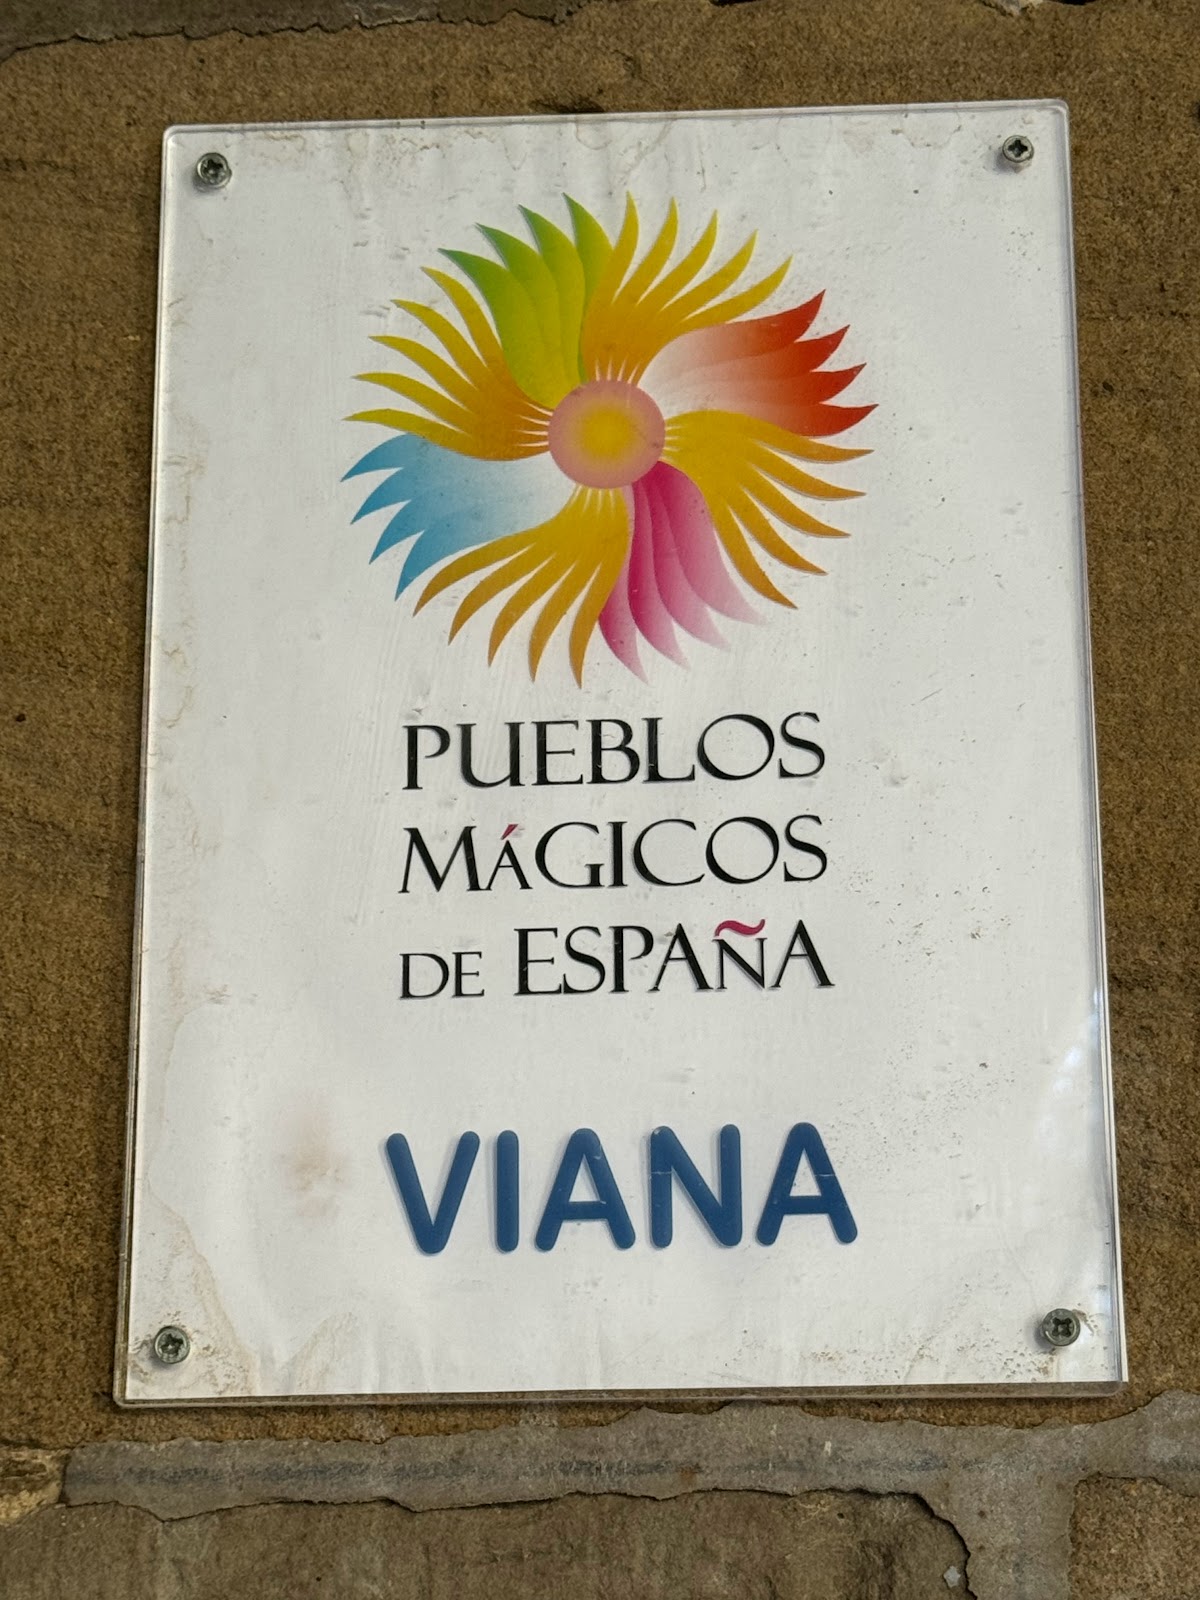 PUEBLOS
MÁGICOS
DE ESPAÑA
VIANA